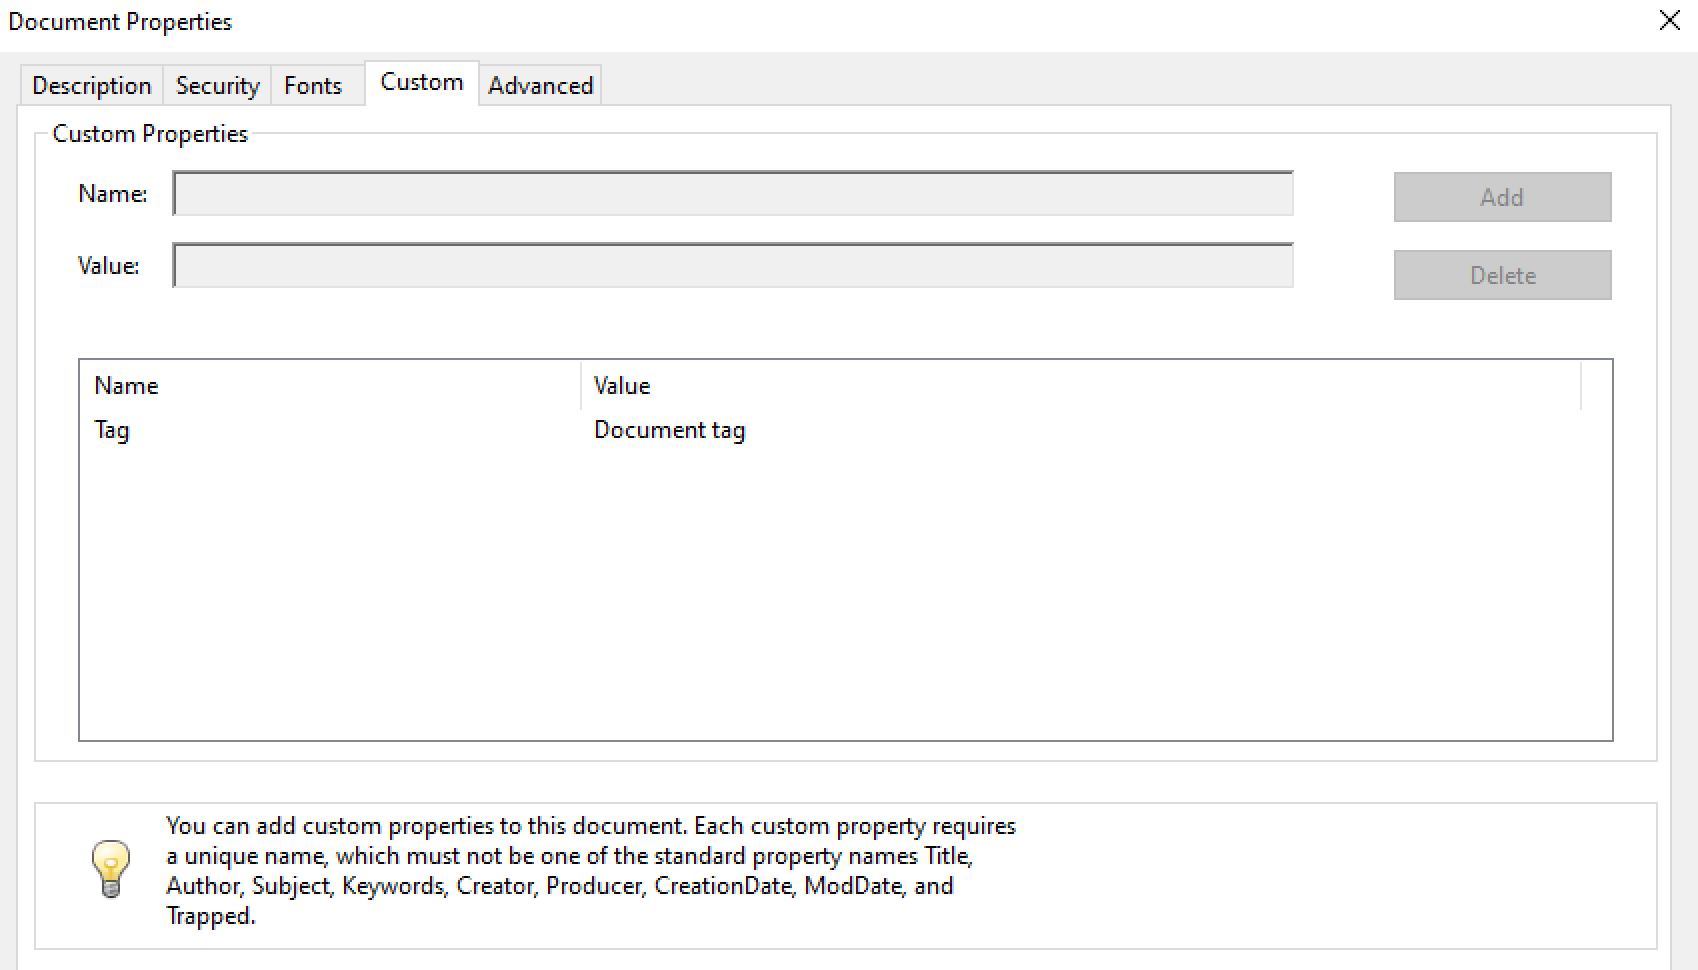 Document Properties
Description Security Fonts Custom Advanced
Custom Properties
Name:
Add
Value:
Delete
Name Value
Tag Document tag
You can add custom properties to this document. Each custom property requires
a unique name, which must not be one of the standard property names Title,
Author, Subject, Keywords, Creator, Producer, CreationDate, ModDate, and
Trapped.